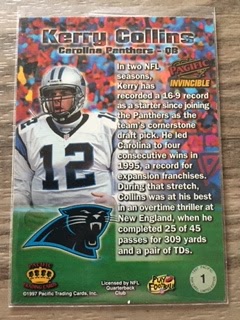 Kerry Collins
Carolina Panthers - QB
In two NFL
seasons,
Kerry has
recorded a 16-9 record
as a starter since joining
the Panthers as the
team's cornerstone
draft pick. He led
Carolina to four
consecutive wins in
1995, a record for
expansion franchises.
During that stretch,
Collins was at his best
in an overtime thriller at
New England, when he
completed 25 of 45
passes for 309 yards
and a pair of TDs.
PACIFIC
INVINCIBLE
12
PACIFIC
©1997 Pacific Trading Cards, Inc.
Licensed by NFL
Quarterback
Club
PLAY FOOTBALL
1